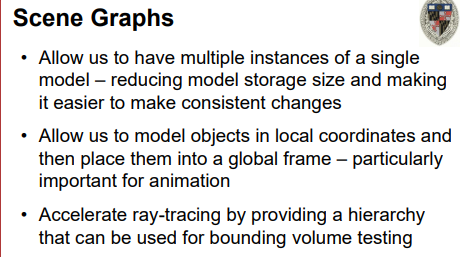 Scene Graphs
• Allow us to have multiple instances of a single
model – reducing model storage size and making
it easier to make consistent changes
• Allow us to model objects in local coordinates and
then place them into a global frame – particularly
important for animation
• Accelerate ray-tracing by providing a hierarchy
that can be used for bounding volume testing